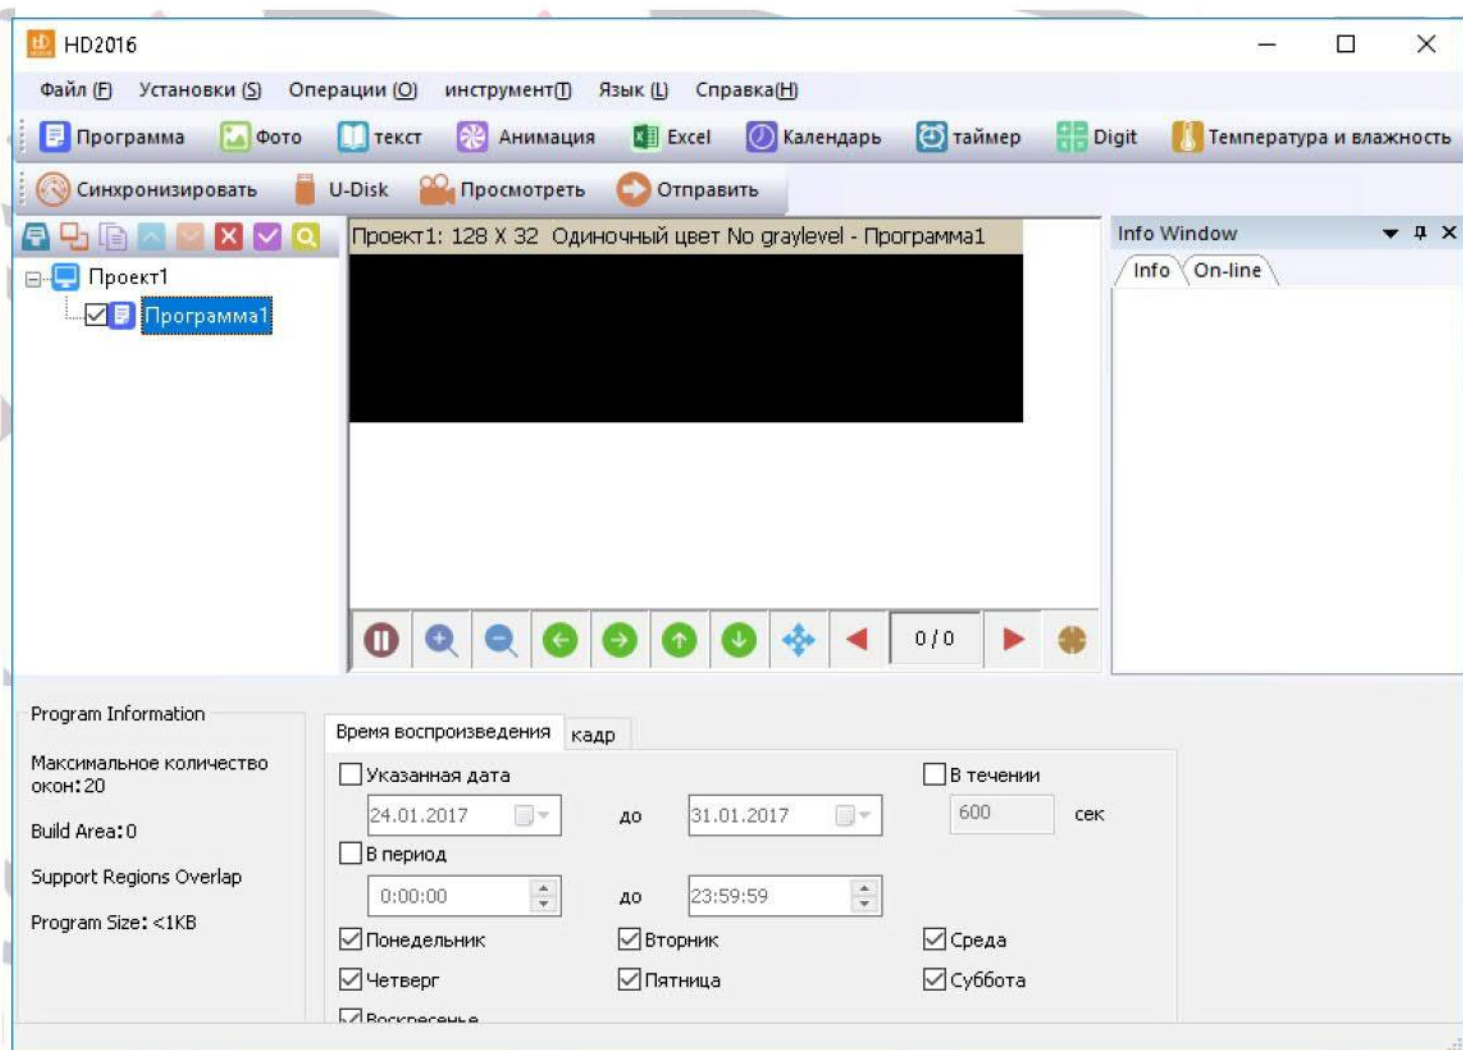 HD2016
Файл (F) Установки (S) Операции (O) инструмент(T) Язык (L) Справка(H)
Программа Фото текст Анимация Excel Календарь таймер Digit Температура и влажность
Синхронизировать U-Disk Просмотреть Отправить
Проект1: 128 X 32 Одиночный цвет No graylevel - Программа1
Info Window
Info On-line
Проект1
Программа1
0 / 0
Program Information
Максимальное количество
окон:20
Build Area:0
Support Regions Overlap
Program Size: <1KB
Время воспроизведения кадр
Указанная дата В течении
24.01.2017 до 31.01.2017 600 сек
В период
0:00:00 до 23:59:59
Понедельник Вторник Среда
Четверг Пятница Суббота
Воскресенье